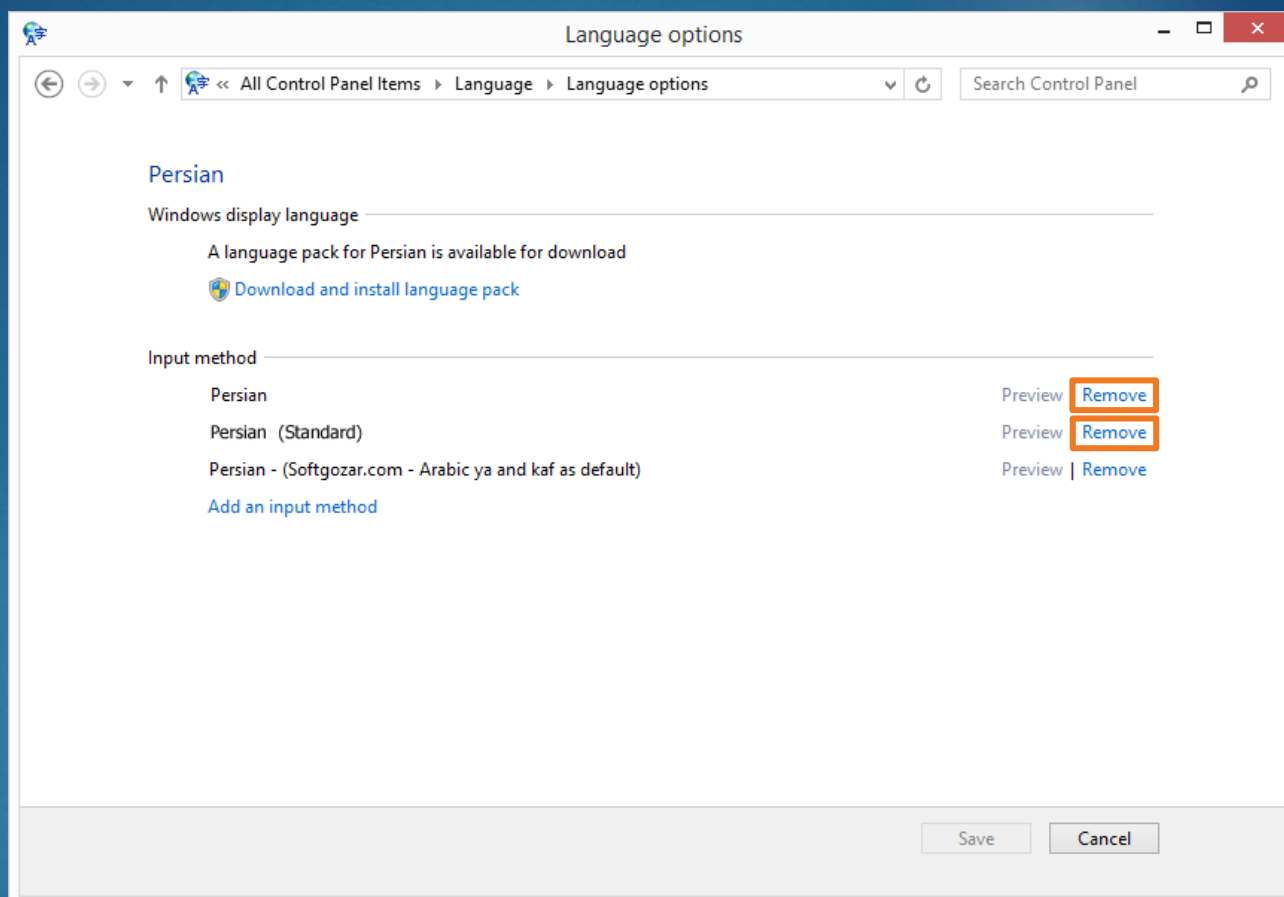 Language options
« All Control Panel Items Language Language options Search Control Panel
Persian
Windows display language
A language pack for Persian is available for download
Download and install language pack
Input method
Persian Preview Remove
Persian (Standard) Preview Remove
Persian - (Softgozar.com - Arabic ya and kaf as default) Preview | Remove
Add an input method
Save Cancel